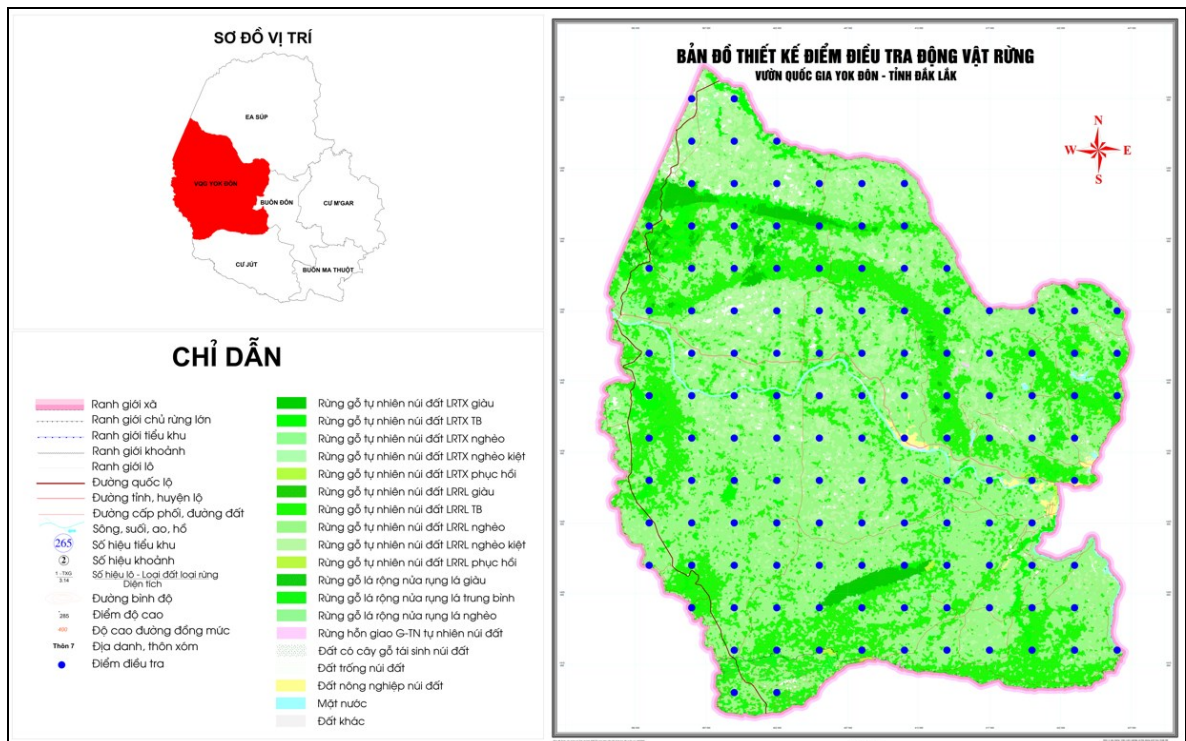 SƠ ĐỒ VỊ TRÍ
EA SÚP
VQG YOK ĐÔN
BUÔN ĐÔN
CƯ M'GAR
CƯ JÚT
BUÔN MA THUỘT
CHỈ DẪN
Ranh giới xã
Ranh giới chủ rừng lớn
Ranh giới tiểu khu
Ranh giới khoảnh
Ranh giới lô
Đường quốc lộ
Đường tỉnh, huyện lộ
Đường cấp phối, đường đất
Sông, suối, ao, hồ
265 Số hiệu tiểu khu
2 Số hiệu khoảnh
1 - TXG
3.14
Số hiệu lô - Loại đất loại rừng
Diện tích
Đường bình độ
285 Điểm độ cao
400 Độ cao đường đồng mức
Thôn 7 Địa danh, thôn xóm
Điểm điều tra
Rừng gỗ tự nhiên núi đất LRTX giàu
Rừng gỗ tự nhiên núi đất LRTX TB
Rừng gỗ tự nhiên núi đất LRTX nghèo
Rừng gỗ tự nhiên núi đất LRTX nghèo kiệt
Rừng gỗ tự nhiên núi đất LRTX phục hồi
Rừng gỗ tự nhiên núi đất LRRL giàu
Rừng gỗ tự nhiên núi đất LRRL TB
Rừng gỗ tự nhiên núi đất LRRL nghèo
Rừng gỗ tự nhiên núi đất LRRL nghèo kiệt
Rừng gỗ tự nhiên núi đất LRRL phục hồi
Rừng gỗ lá rộng nửa rụng lá giàu
Rừng gỗ lá rộng nửa rụng lá trung bình
Rừng gỗ lá rộng nửa rụng lá nghèo
Rừng hỗn giao G-TN tự nhiên núi đất
Đất có cây gỗ tái sinh núi đất
Đất trống núi đất
Đất nông nghiệp núi đất
Mặt nước
Đất khác
BẢN ĐỒ THIẾT KẾ ĐIỂM ĐIỀU TRA ĐỘNG VẬT RỪNG
VƯỜN QUỐC GIA YOK ĐÔN - TỈNH ĐẮK LẮK
N
W E
S